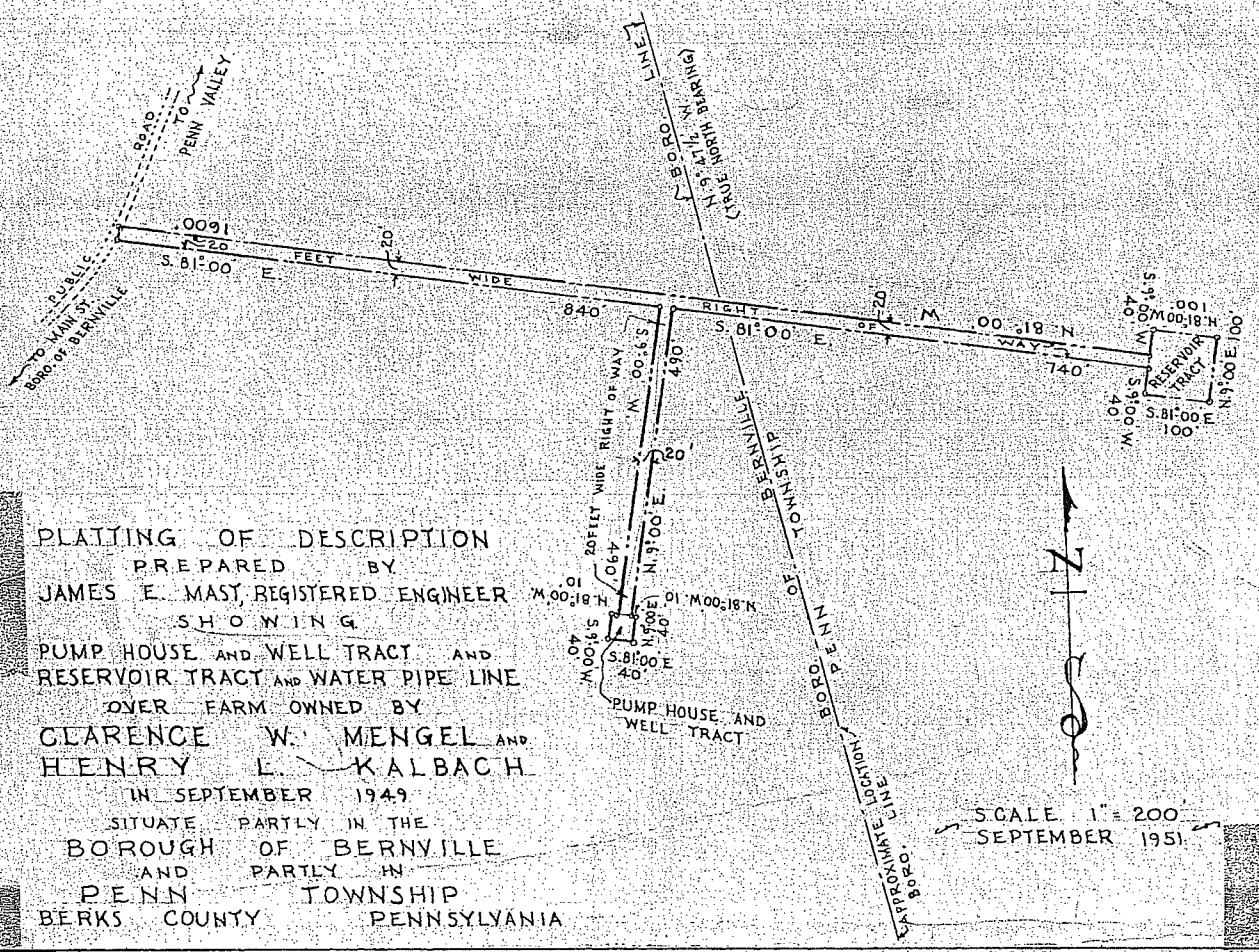 PUBLIC ROAD
TO PENN VALLEY
TO MAIN ST.
BORO. OF BERNVILLE
1600'
20
S. 81°00' E
20 FEET WIDE RIGHT OF WAY
20'
840'
BORO LINE
N. 9°47½' W.
(TRUE NORTH BEARING)
S. 81°00' E.
20'
N. 81° 00' W
740'
S. 9°00' W
40'
N. 81°00' W.
100'
RESERVOIR
TRACT
N. 9°00' E. 100'
S. 9°00' W.
40'
S. 81°00' E
100'
S 9°00' W.
490'
20 FEET WIDE RIGHT OF WAY
490'
20'
N. 9°00' E.
N. 81°00' W.
10
N. 81°00' W. 10
S. 9°00' W.
40'
N. 9°00' E
40'
S. 81°00' E
40'
PUMP HOUSE AND
WELL TRACT
BORO OF BERNVILLE
PENN TOWNSHIP
(APPROXIMATE LOCATION)
BORO. LINE
N
S
PLATTING OF DESCRIPTION
PREPARED BY
JAMES E. MAST, REGISTERED ENGINEER
SHOWING
PUMP HOUSE AND WELL TRACT AND
RESERVOIR TRACT AND WATER PIPE LINE
OVER FARM OWNED BY
CLARENCE W. MENGEL AND
HENRY L. KALBACH
IN SEPTEMBER 1949
SITUATE PARTLY IN THE
BOROUGH OF BERNVILLE
AND PARTLY IN
PENN TOWNSHIP
BERKS COUNTY PENNSYLVANIA
SCALE 1" = 200'
SEPTEMBER 1951